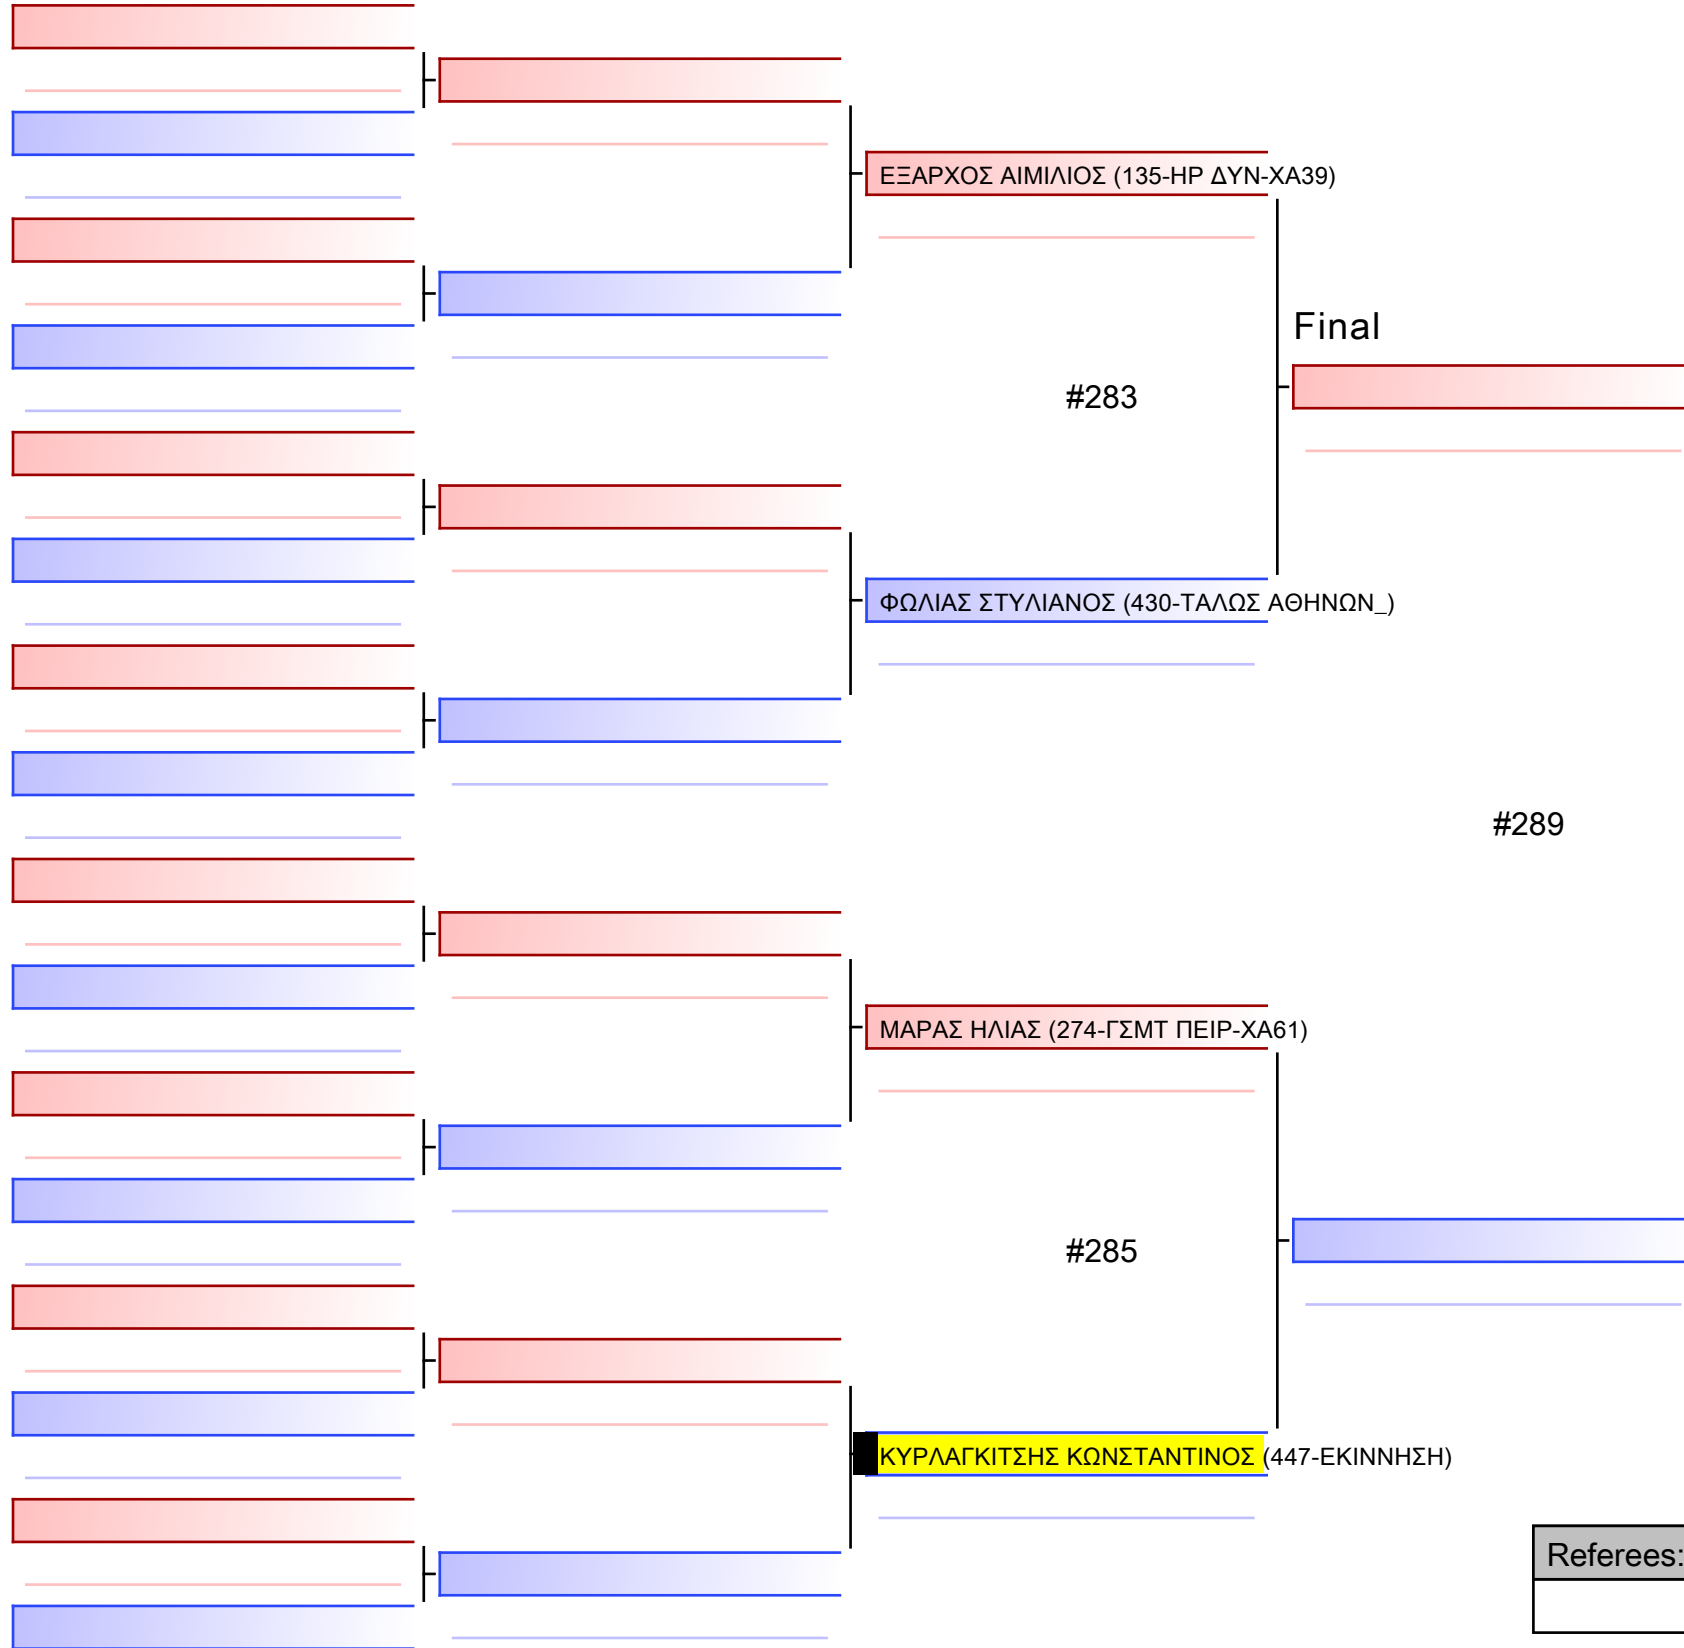 ΕΞΑΡΧΟΣ ΑΙΜΙΛΙΟΣ (135-ΗΡ ΔΥΝ-ΧΑ39)
Final
#283
ΦΩΛΙΑΣ ΣΤΥΛΙΑΝΟΣ (430-ΤΑΛΩΣ ΑΘΗΝΩΝ_)
#289
ΜΑΡΑΣ ΗΛΙΑΣ (274-ΓΣΜΤ ΠΕΙΡ-ΧΑ61)
#285
ΚΥΡΛΑΓΚΙΤΣΗΣ ΚΩΝΣΤΑΝΤΙΝΟΣ (447-ΕΚΙΝΝΗΣΗ)
Referees: